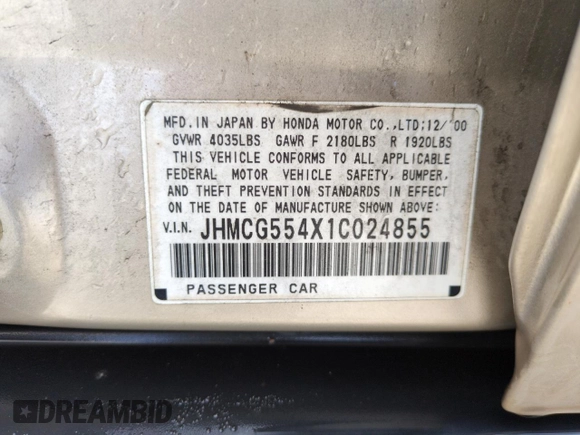 MFD.IN JAPAN BY HONDA MOTOR CO.,LTD;12/'00
GVWR 4035LBS GAWR F 2180LBS R 1920LBS
THIS VEHICLE CONFORMS TO ALL APPLICABLE
FEDERAL MOTOR VEHICLE SAFETY, BUMPER,
AND THEFT PREVENTION STANDARDS IN EFFECT
ON THE DATE OF MANUFACTURE SHOWN ABOVE;
V.I.N. JHMCG554X1C024855
PASSENGER CAR
DREAMBID